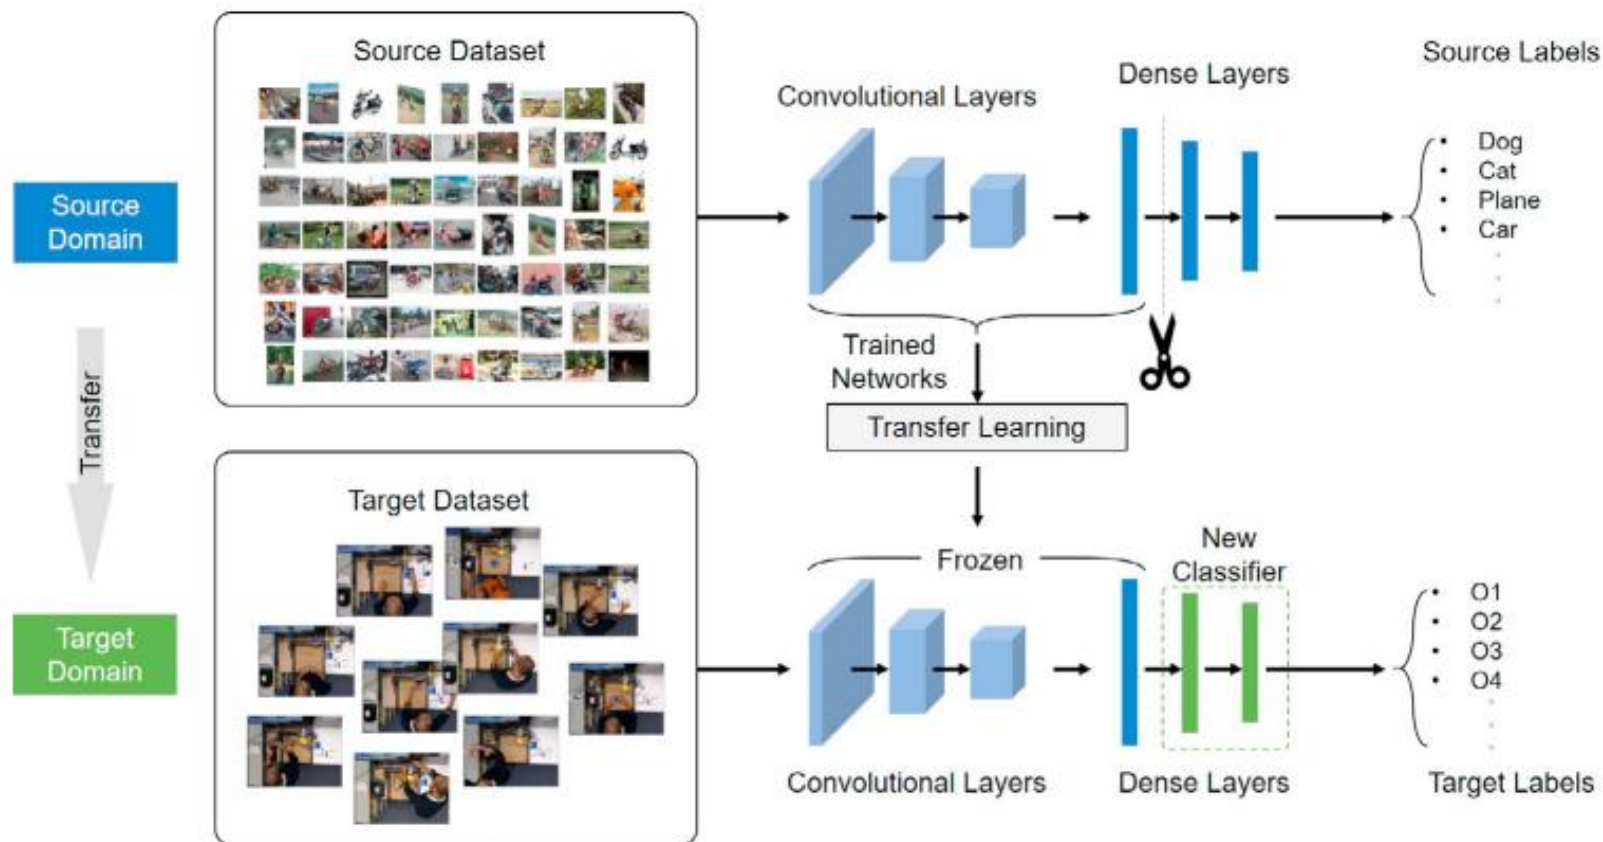 Source Dataset
Convolutional Layers
Dense Layers
Source Labels
Source
Domain
• Dog
• Cat
• Plane
• Car
Trained
Networks
Transfer Learning
Transfer
Target Dataset
Frozen
New
Classifier
Target
Domain
• O1
• O2
• O3
• O4
Convolutional Layers
Dense Layers
Target Labels